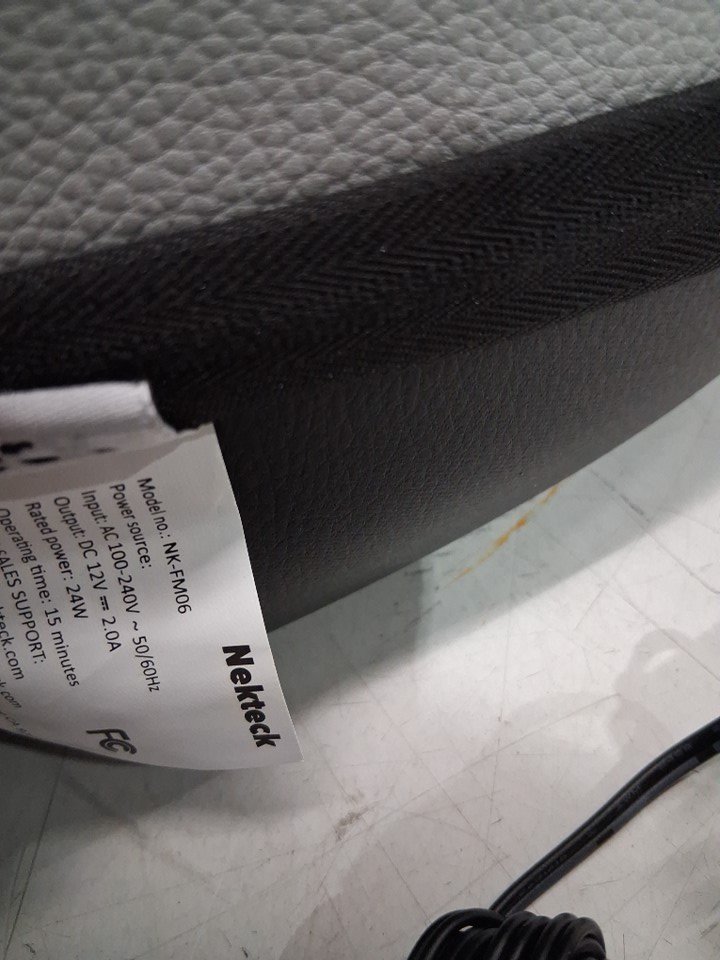 Nekteck
Model no.: NK-FM06
Power source:
Input: AC 100-240V ~ 50/60Hz
Output: DC 12V ⎓ 2.0A
Rated power: 24W
Operating time: 15 minutes
SALES SUPPORT:
FC